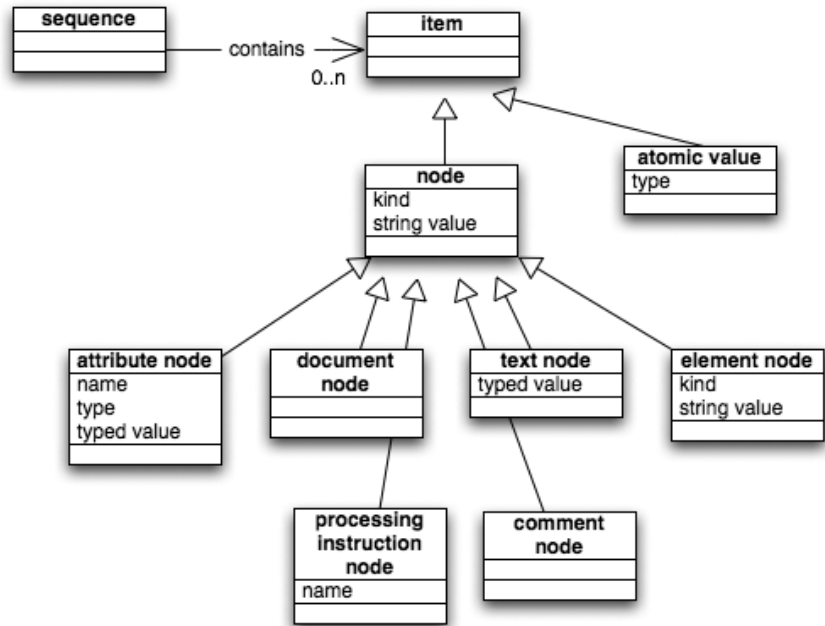 sequence
item
contains
0..n
node
kind
string value
atomic value
type
attribute node
name
type
typed value
document
node
text node
typed value
element node
kind
string value
processing
instruction
node
name
comment
node